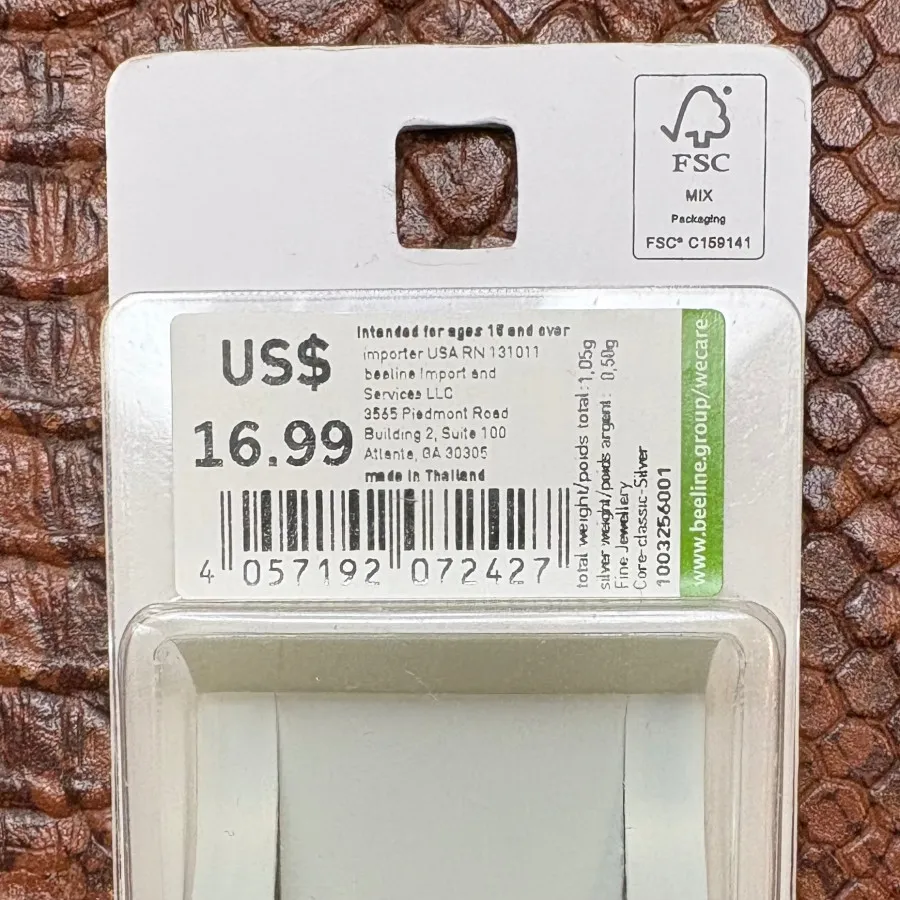 FSC
MIX
Packaging
FSC® C159141
US$
16.99
Intended for ages 15 and over
importer USA RN 131011
beeline Import and
Services LLC
3565 Piedmont Road
Building 2, Suite 100
Atlanta, GA 30305
made in Thailand
4 057192 072427
total weight/poids total: 1,05g
silver weight/poids argent: 0,50g
Fine Jewellery
Core-classic-Silver
1003256001
www.beeline.group/wecare